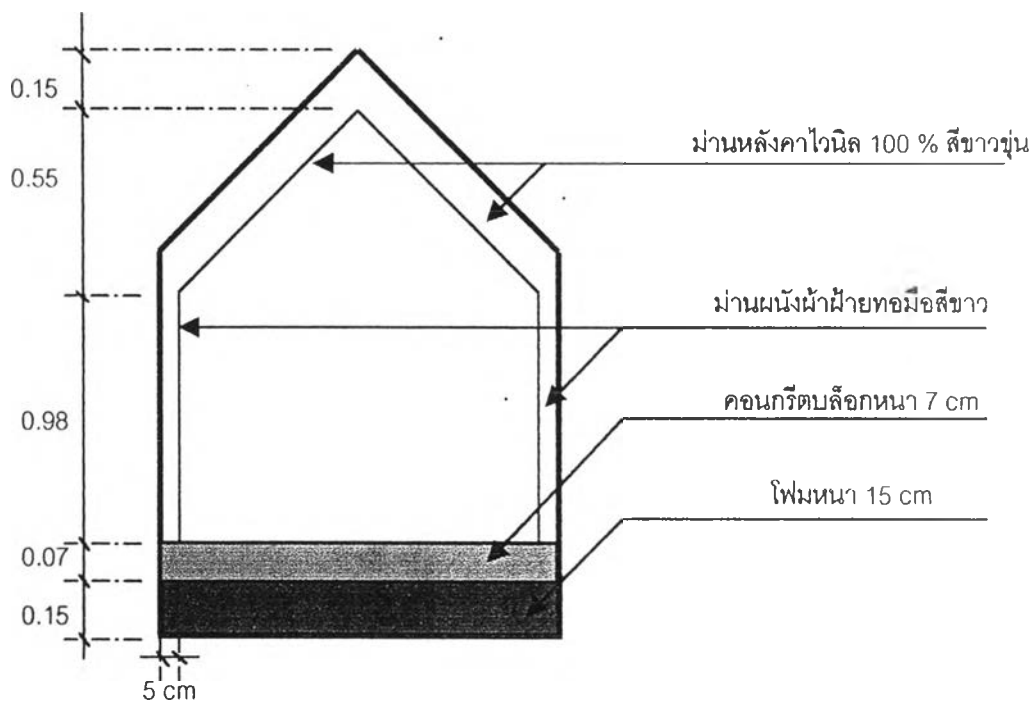 0.15
ม่านหลังคาไวนิล 100 % สีขาวขุ่น
0.55
ม่านผนังผ้าฝ้ายทอมือสีขาว
คอนกรีตบล็อกหนา 7 cm
0.98
โฟมหนา 15 cm
0.07
0.15
5 cm